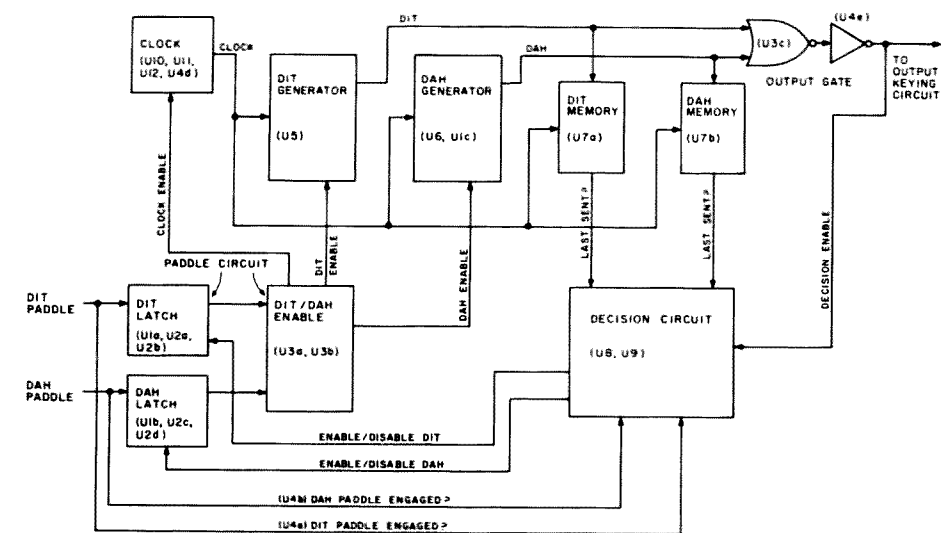 DIT
(U4e)
CLOCK
(U10, U11,
U12, U4d)
CLOCK
DIT
GENERATOR
(U5)
DAH
GENERATOR
(U6, U1c)
DAH
DIT
MEMORY
(U7a)
DAH
MEMORY
(U7b)
(U3c)
OUTPUT GATE
TO
OUTPUT
KEYING
CIRCUIT
CLOCK ENABLE
PADDLE CIRCUIT
DIT
ENABLE
DAH ENABLE
LAST SENT?
LAST SENT?
DECISION ENABLE
DIT
PADDLE
DIT
LATCH
(U1a, U2a,
U2b)
DIT/DAH
ENABLE
(U3a, U3b)
DECISION CIRCUIT
(U8, U9)
DAH
PADDLE
DAH
LATCH
(U1b, U2c,
U2d)
ENABLE/DISABLE DIT
ENABLE/DISABLE DAH
(U4b) DAH PADDLE ENGAGED?
(U4a) DIT PADDLE ENGAGED?